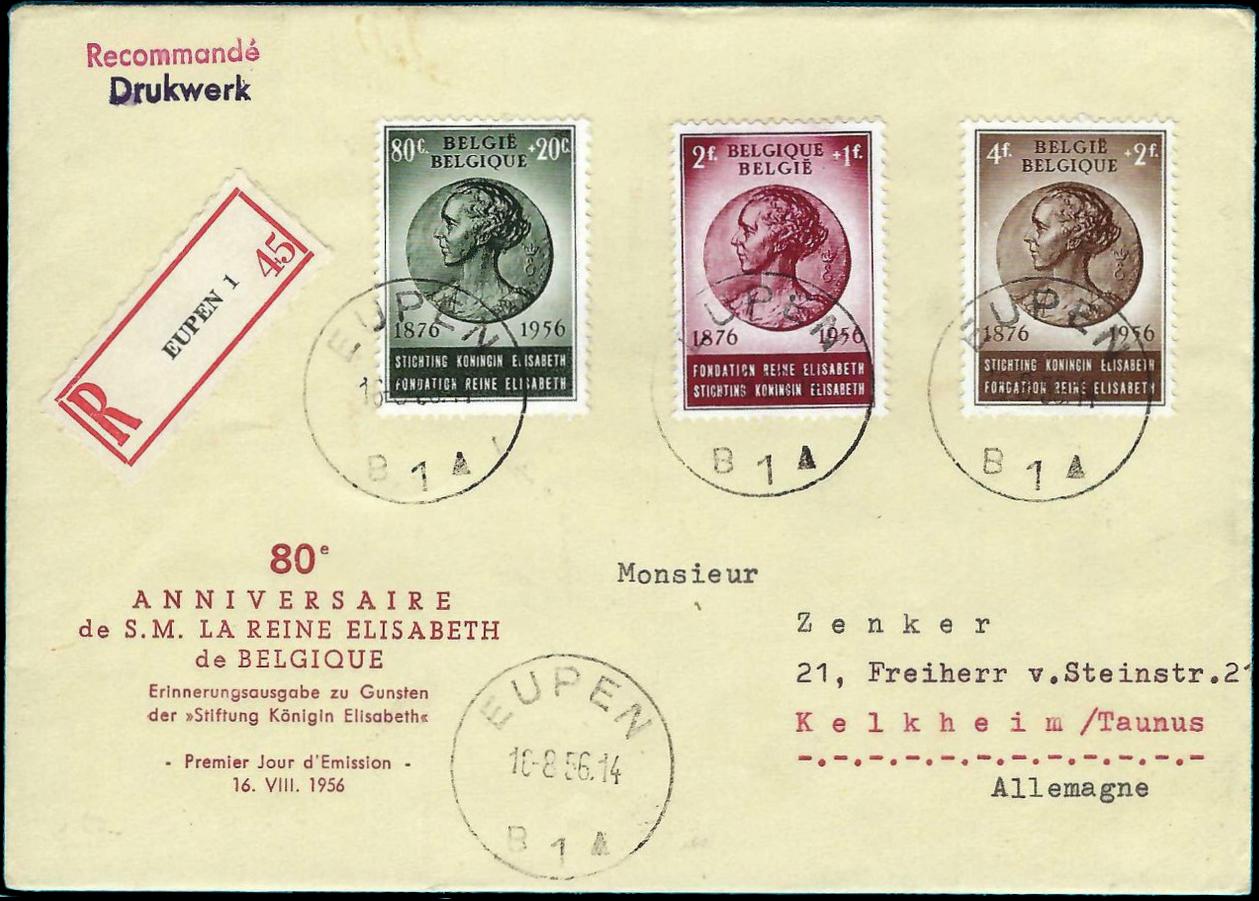 Recommandé
Drukwerk
80c. BELGIË +20c.
BELGIQUE
1876 1956
STICHTING KONINGIN ELISABETH
FONDATION REINE ELISABETH
2f. BELGIQUE +1f.
BELGIË
1876 1956
FONDATION REINE ELISABETH
STICHTING KONINGIN ELISABETH
4f. BELGIË +2f.
BELGIQUE
1876 1956
STICHTING KONINGIN ELISABETH
FONDATION REINE ELISABETH
R EUPEN 1 45
EUPEN
B 1 A
EUPEN
B 1 A
EUPEN
B 1 A
80e
ANNIVERSAIRE
de S.M. LA REINE ELISABETH
de BELGIQUE
Erinnerungsausgabe zu Gunsten
der »Stiftung Königin Elisabeth«
- Premier Jour d'Emission -
16. VIII. 1956
EUPEN
16-8 56.14
B 1 A
Monsieur
Zenker
21, Freiherr v.Steinstr.21
Kelkheim/Taunus
-.-.-.-.-.-.-.-.-.-.-.-
Allemagne